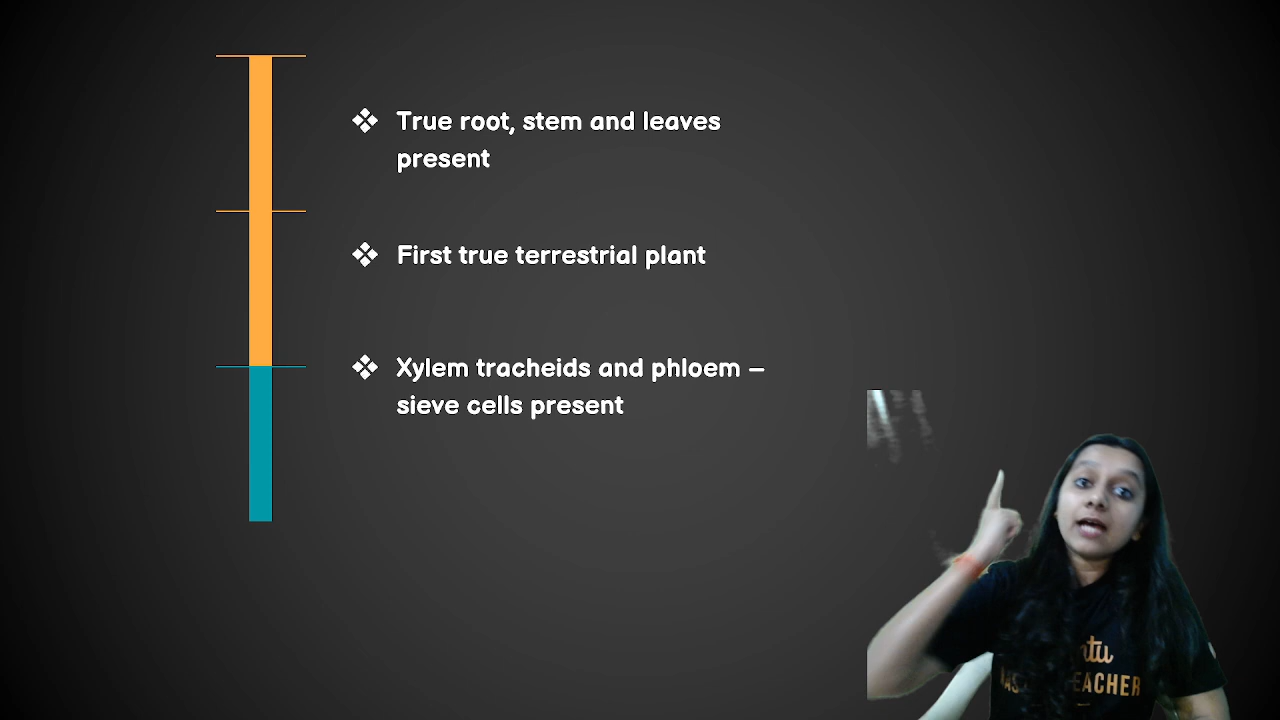 True root, stem and leaves
present
First true terrestrial plant
Xylem tracheids and phloem –
sieve cells present